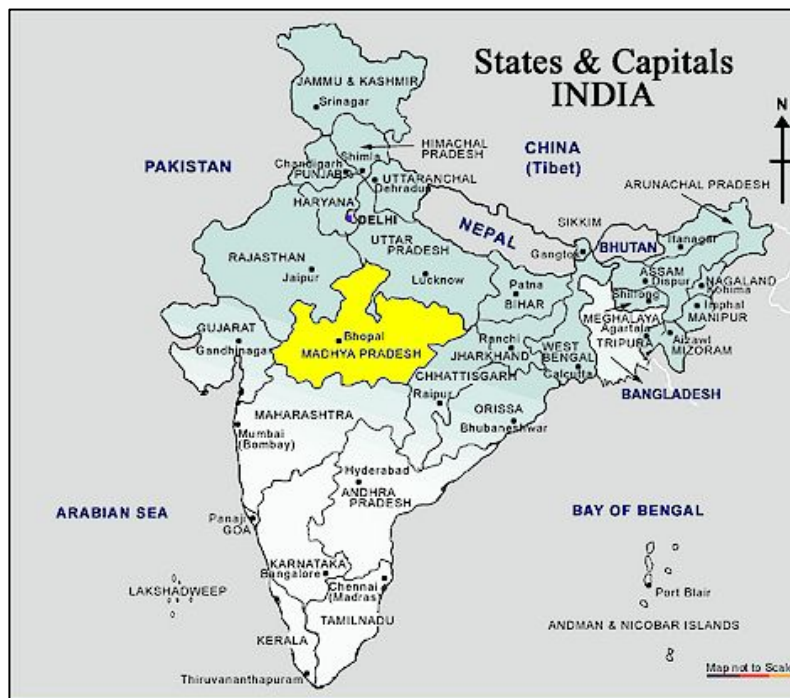 States & Capitals
INDIA
N
JAMMU & KASHMIR
Srinagar
HIMACHAL
PRADESH
CHINA
(Tibet)
PAKISTAN
Chandigarh
Shimla
PUNJAB
UTTARANCHAL
Dehradun
ARUNACHAL PRADESH
HARYANA
DELHI
NEPAL
SIKKIM
Gangtok
BHUTAN
Itanagar
RAJASTHAN
Jaipur
UTTAR
PRADESH
Lucknow
Patna
BIHAR
ASSAM
Dispur
NAGALAND
Kohima
Shillong
MEGHALAYA
Imphal
MANIPUR
Agartala
TRIPURA
Aizawl
MIZORAM
GUJARAT
Gandhinagar
Bhopal
MADHYA PRADESH
Ranchi
JHARKHAND
WEST
BENGAL
Calcutta
CHHATTISGARH
Raipur
BANGLADESH
ORISSA
Bhubaneshwar
MAHARASHTRA
Mumbai
(Bombay)
Hyderabad
ANDHRA
PRADESH
ARABIAN SEA
BAY OF BENGAL
Panaji
GOA
KARNATAKA
Bangalore
Chennai
(Madras)
LAKSHADWEEP
TAMILNADU
KERALA
Thiruvananthapuram
Port Blair
ANDMAN & NICOBAR ISLANDS
Map not to Scale